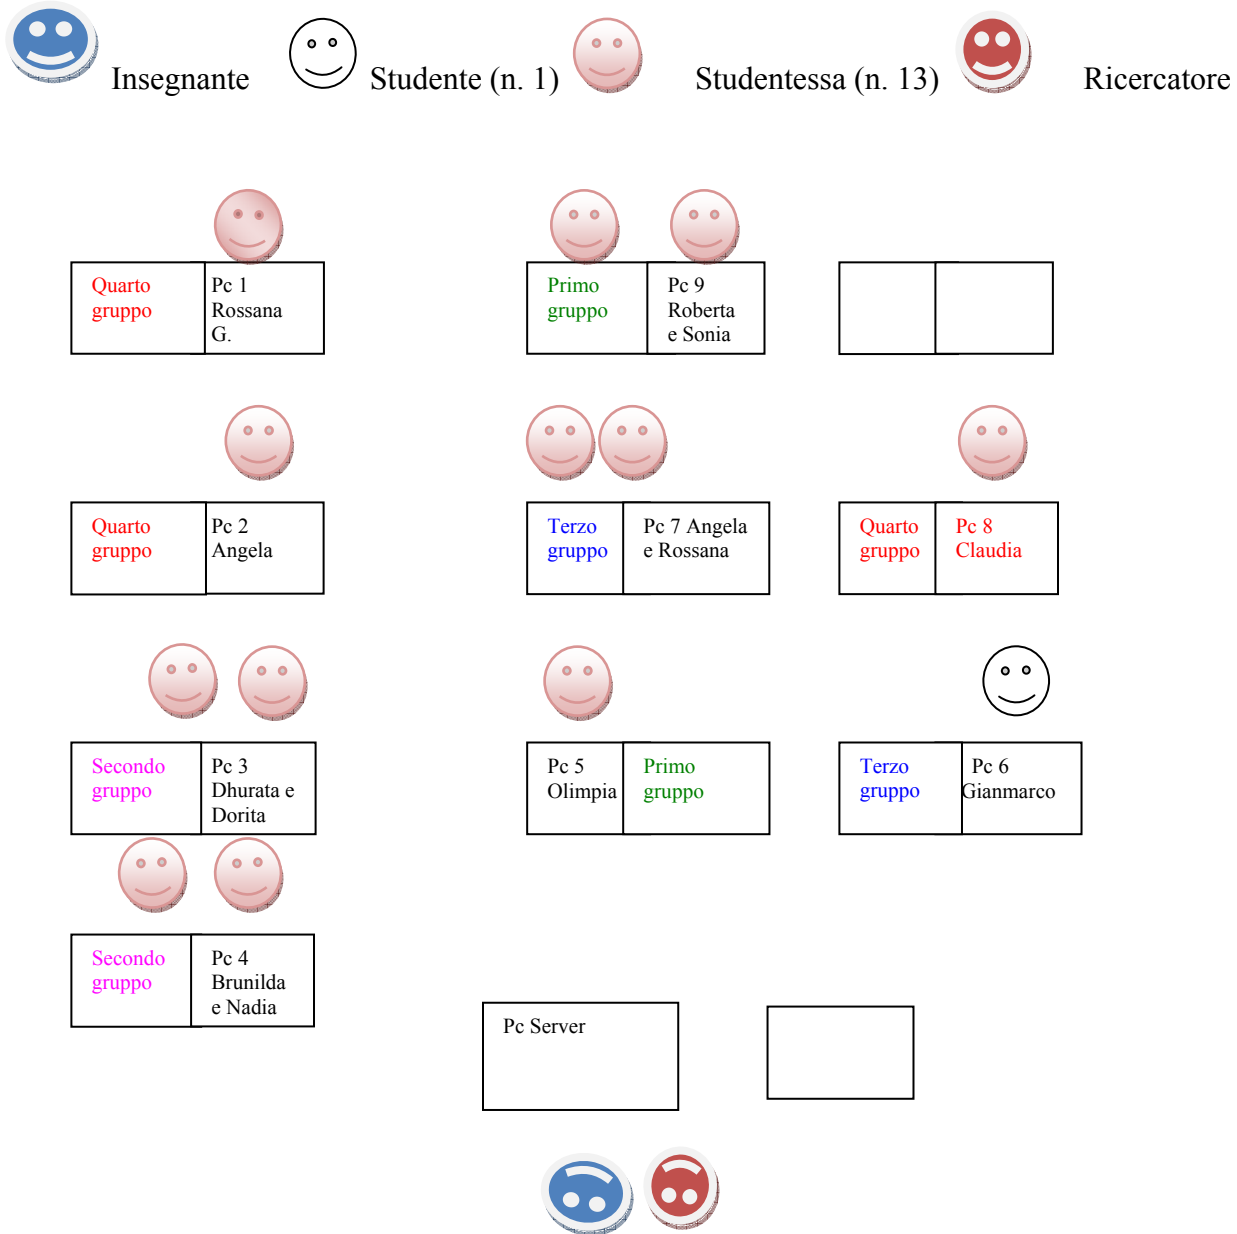 Insegnante Studente (n. 1) Studentessa (n. 13) Ricercatore
Quarto
gruppo
Pc 1
Rossana
G.
Primo
gruppo
Pc 9
Roberta
e Sonia
Quarto
gruppo
Pc 2
Angela
Terzo
gruppo
Pc 7 Angela
e Rossana
Quarto
gruppo
Pc 8
Claudia
Secondo
gruppo
Pc 3
Dhurata e
Dorita
Pc 5
Olimpia
Primo
gruppo
Terzo
gruppo
Pc 6
Gianmarco
Secondo
gruppo
Pc 4
Brunilda
e Nadia
Pc Server